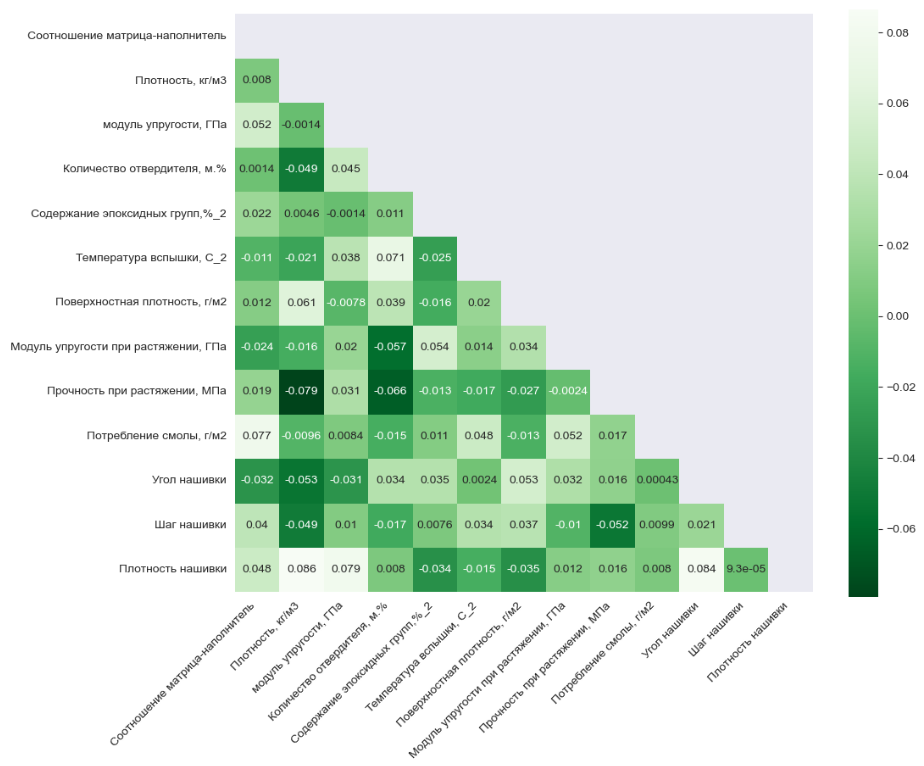 Соотношение матрица-наполнитель
Плотность, кг/м3 0.008
модуль упругости, ГПа 0.052 -0.0014
Количество отвердителя, м.% 0.0014 -0.049 0.045
Содержание эпоксидных групп,%_2 0.022 0.0046 -0.0014 0.011
Температура вспышки, С_2 -0.011 -0.021 0.038 0.071 -0.025
Поверхностная плотность, г/м2 0.012 0.061 -0.0078 0.039 -0.016 0.02
Модуль упругости при растяжении, ГПа -0.024 -0.016 0.02 -0.057 0.054 0.014 0.034
Прочность при растяжении, МПа 0.019 -0.079 0.031 -0.066 -0.013 -0.017 -0.027 -0.0024
Потребление смолы, г/м2 0.077 -0.0096 0.0084 -0.015 0.011 0.048 -0.013 0.052 0.017
Угол нашивки -0.032 -0.053 -0.031 0.034 0.035 0.0024 0.053 0.032 0.016 0.00043
Шаг нашивки 0.04 -0.049 0.01 -0.017 0.0076 0.034 0.037 -0.01 -0.052 0.0099 0.021
Плотность нашивки 0.048 0.086 0.079 0.008 -0.034 -0.015 -0.035 0.012 0.016 0.008 0.084 9.3e-05
Соотношение матрица-наполнитель
Плотность, кг/м3
модуль упругости, ГПа
Количество отвердителя, м.%
Содержание эпоксидных групп,%_2
Температура вспышки, С_2
Поверхностная плотность, г/м2
Модуль упругости при растяжении, ГПа
Прочность при растяжении, МПа
Потребление смолы, г/м2
Угол нашивки
Шаг нашивки
Плотность нашивки
0.08
0.06
0.04
0.02
0.00
−0.02
−0.04
−0.06